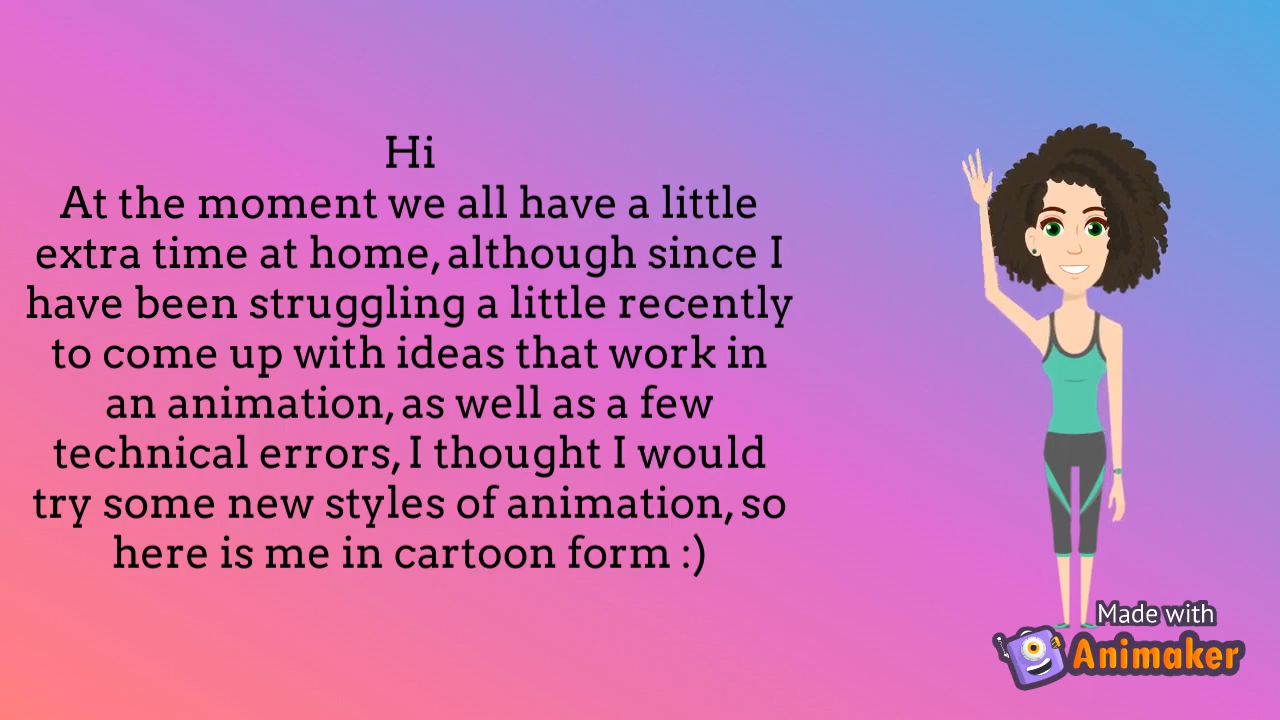 Hi
At the moment we all have a little
extra time at home, although since I
have been struggling a little recently
to come up with ideas that work in
an animation, as well as a few
technical errors, I thought I would
try some new styles of animation, so
here is me in cartoon form :)
Made with
Animaker